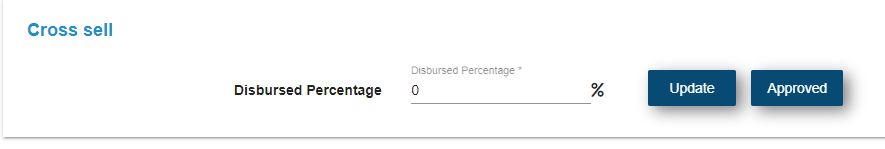 Cross sell
Disbursed Percentage *
Disbursed Percentage 0 % Update Approved